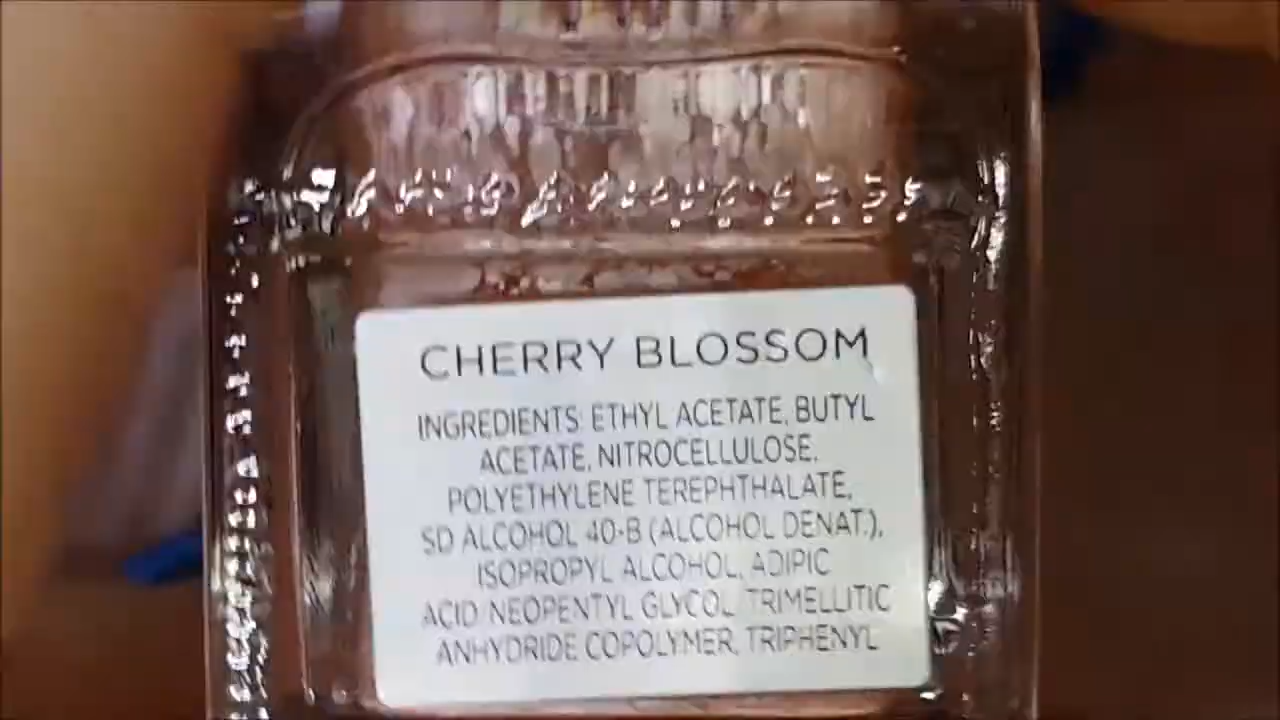 CHERRY BLOSSOM
INGREDIENTS: ETHYL ACETATE, BUTYL
ACETATE, NITROCELLULOSE,
POLYETHYLENE TEREPHTHALATE,
SD ALCOHOL 40-B (ALCOHOL DENAT.),
ISOPROPYL ALCOHOL, ADIPIC
ACID/NEOPENTYL GLYCOL/TRIMELLITIC
ANHYDRIDE COPOLYMER, TRIPHENYL